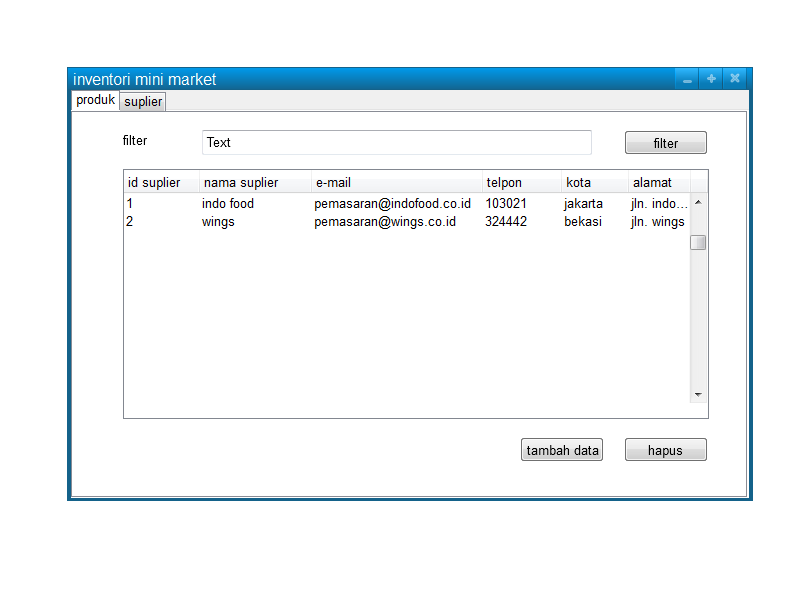 inventori mini market
produk suplier
filter Text filter
id suplier nama suplier e-mail telpon kota alamat
1 indo food pemasaran@indofood.co.id 103021 jakarta jln. indo...
2 wings pemasaran@wings.co.id 324442 bekasi jln. wings
tambah data hapus